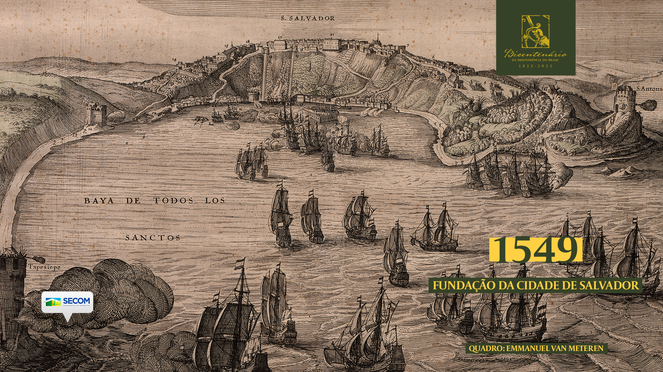 S. SALVADOR
Bicentenário
DA INDEPENDÊNCIA DO BRASIL
1822-2022
S. Antonio
BAYA DE TODOS LOS
SANCTOS
Tapesiepe
SECOM
1549
FUNDAÇÃO DA CIDADE DE SALVADOR
QUADRO: EMMANUEL VAN METEREN